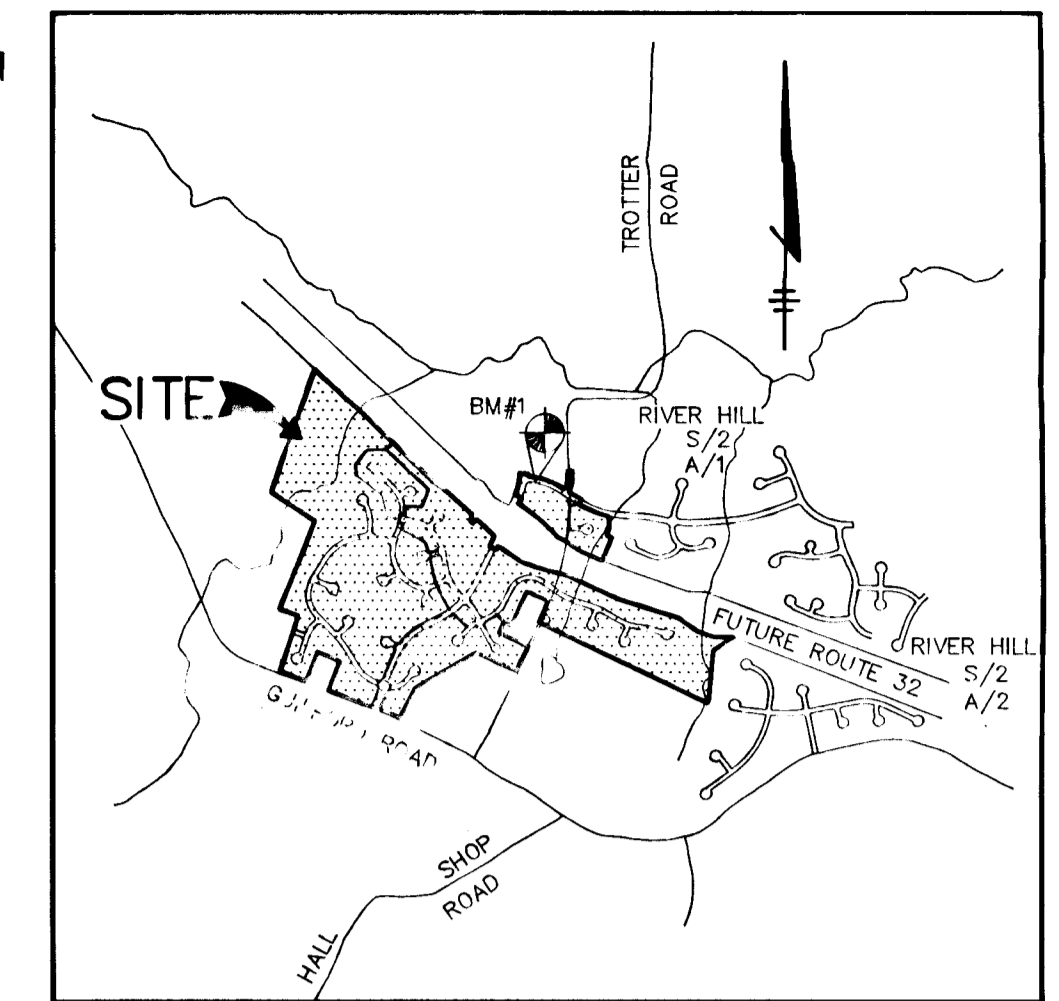 TROTTER
ROAD
SITE
BM#1
RIVER HILL
S/2
A/1
FUTURE ROUTE 32
RIVER HILL
S/2
A/2
ROAD
SHOP
ROAD
HALL